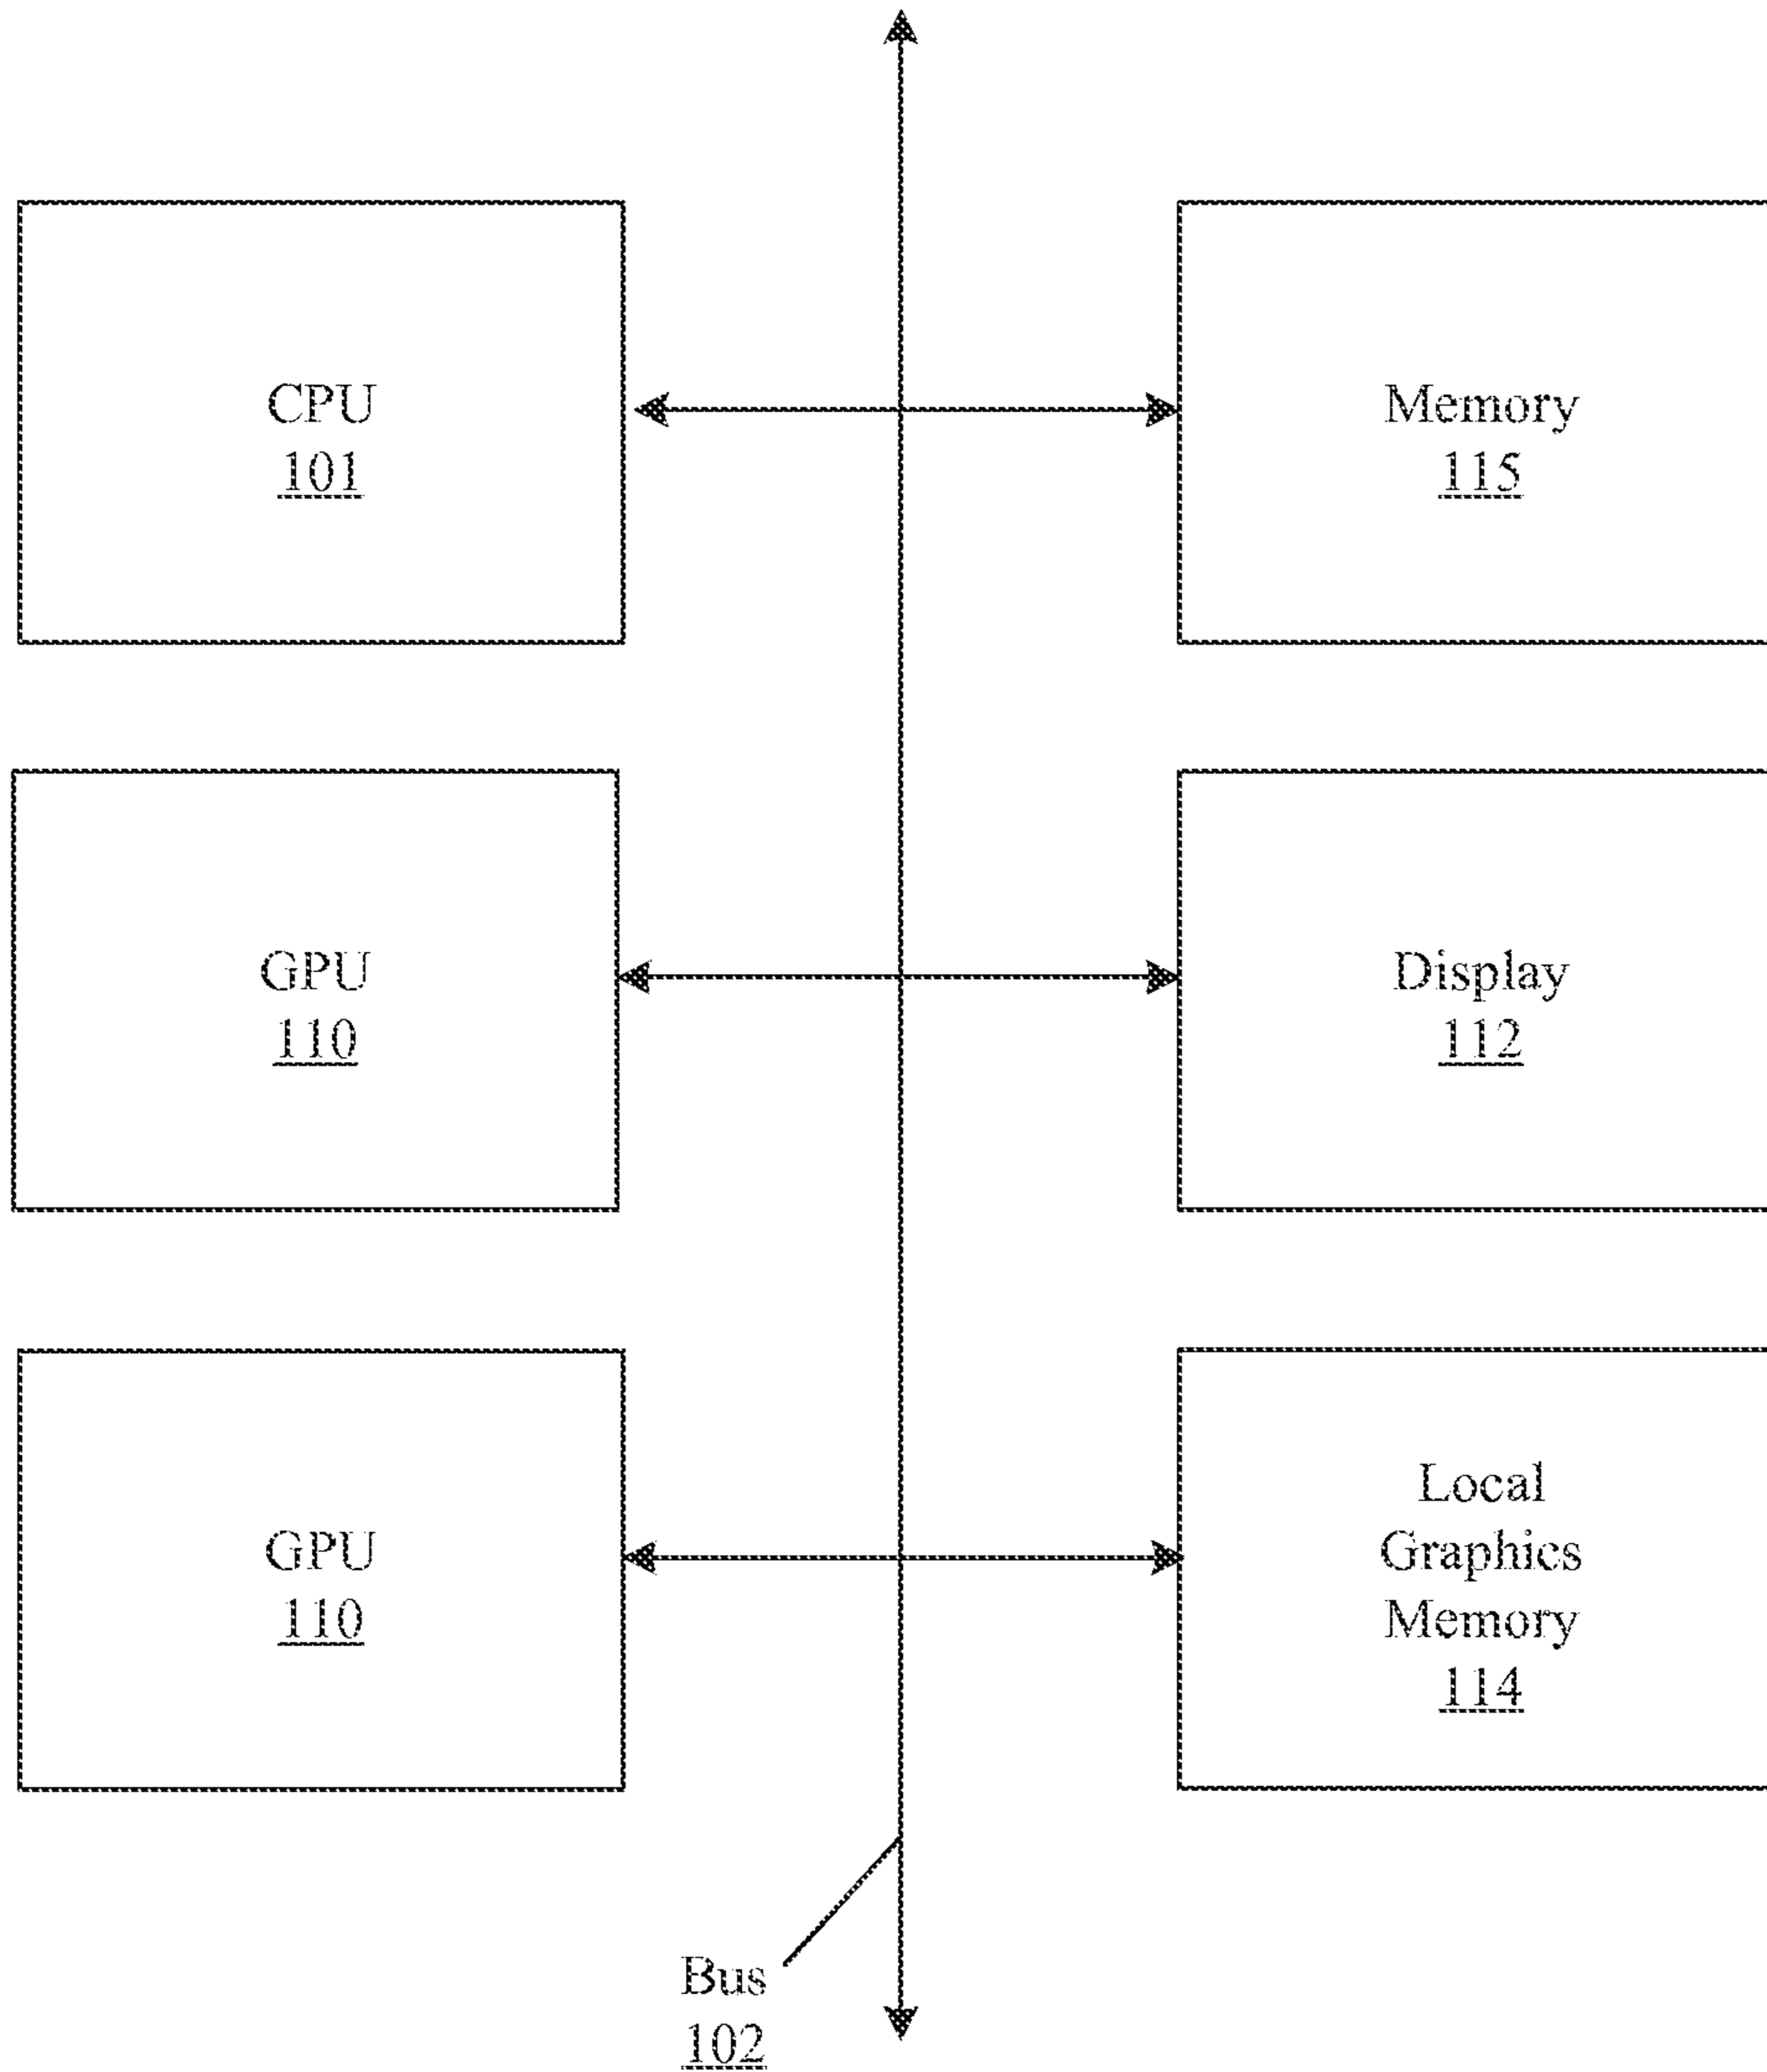 CPU
101
Memory
115
GPU
110
Display
112
GPU
110
Local
Graphics
Memory
114
Bus
102